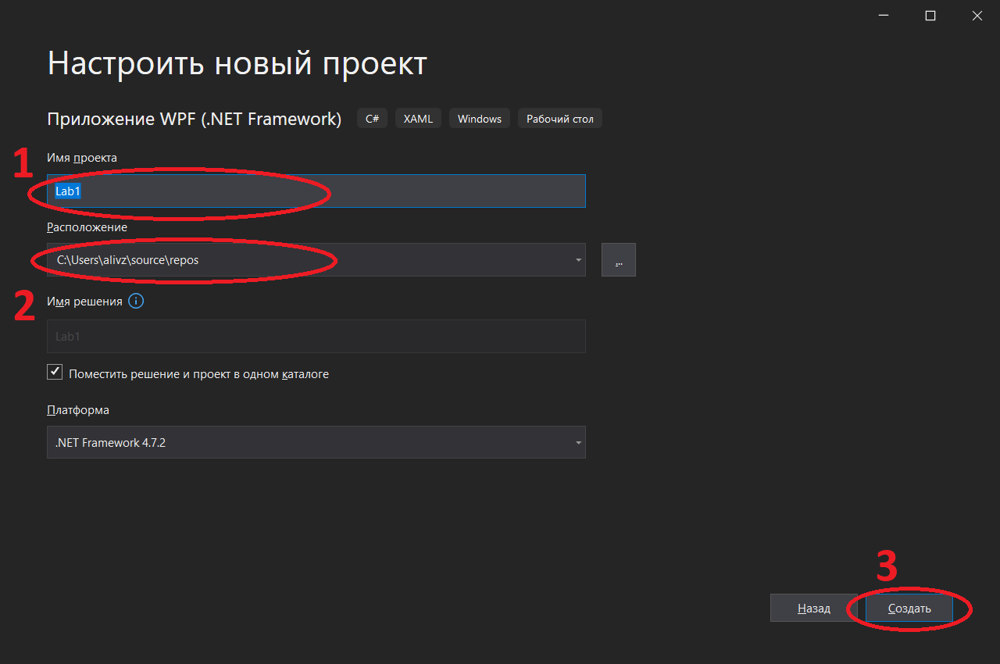 Настроить новый проект
Приложение WPF (.NET Framework) C# XAML Windows Рабочий стол
1
Имя проекта
Lab1
Расположение
C:\Users\alivz\source\repos
...
2
Имя решения
Lab1
Поместить решение и проект в одном каталоге
Платформа
.NET Framework 4.7.2
3
Назад Создать